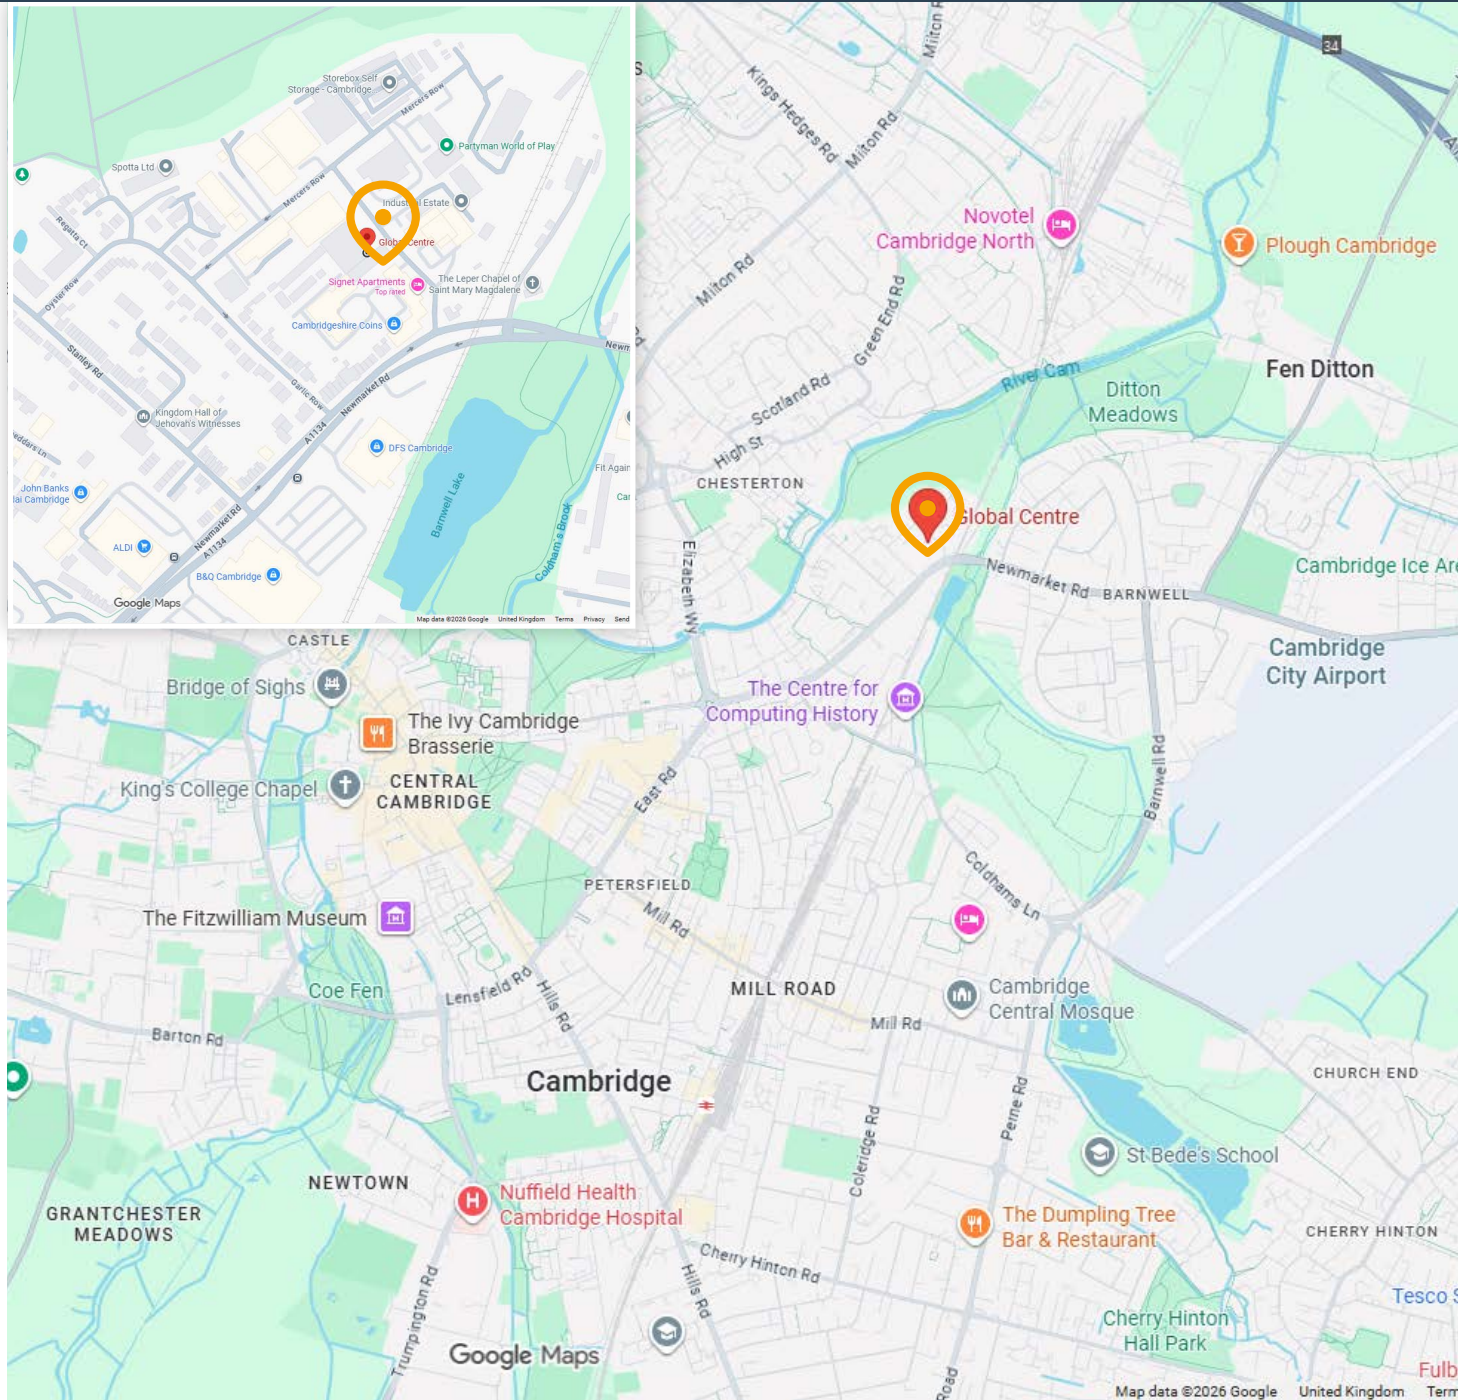 Storebox Self
Storage - Cambridge
Mercers Row
Partyman World of Play
Spotta Ltd
Mercers Row
Industrial Estate
Regatta Ct
Global Centre
Oyster Row
Signet Apartments
Top rated
The Leper Chapel of
Saint Mary Magdalene
Cambridgeshire Coins
Stanley Rd
Garlic Row
Newmarket Rd
A1134
Kingdom Hall of
Jehovah's Witnesses
DFS Cambridge
John Banks
Barnwell Lake
Fit Again
Coldham's Brook
ALDI
Newmarket Rd
A1134
B&Q Cambridge
Google Maps
Map data ©2026 Google United Kingdom Terms Privacy Send
34
Kings Hedges Rd
Milton Rd
Novotel
Cambridge North
Plough Cambridge
Milton Rd
Green End Rd
River Cam
Fen Ditton
Ditton
Meadows
Scotland Rd
High St
CHESTERTON
Global Centre
Elizabeth Wy
Newmarket Rd
BARNWELL
Cambridge Ice Are
Cambridge
City Airport
CASTLE
Bridge of Sighs
The Centre for
Computing History
The Ivy Cambridge
Brasserie
King's College Chapel
CENTRAL
CAMBRIDGE
East Rd
Barnwell Rd
Coldhams Ln
PETERSFIELD
Mill Rd
The Fitzwilliam Museum
Coe Fen
Lensfield Rd
Hills Rd
MILL ROAD
Cambridge
Central Mosque
Mill Rd
Barton Rd
Cambridge
CHURCH END
Perne Rd
Coleridge Rd
St Bede's School
NEWTOWN
Nuffield Health
Cambridge Hospital
GRANTCHESTER
MEADOWS
The Dumpling Tree
Bar & Restaurant
CHERRY HINTON
Cherry Hinton Rd
Hills Rd
Trumpington Rd
Tesco
Cherry Hinton
Hall Park
Google Maps
Fulb
Road
Map data ©2026 Google United Kingdom Term